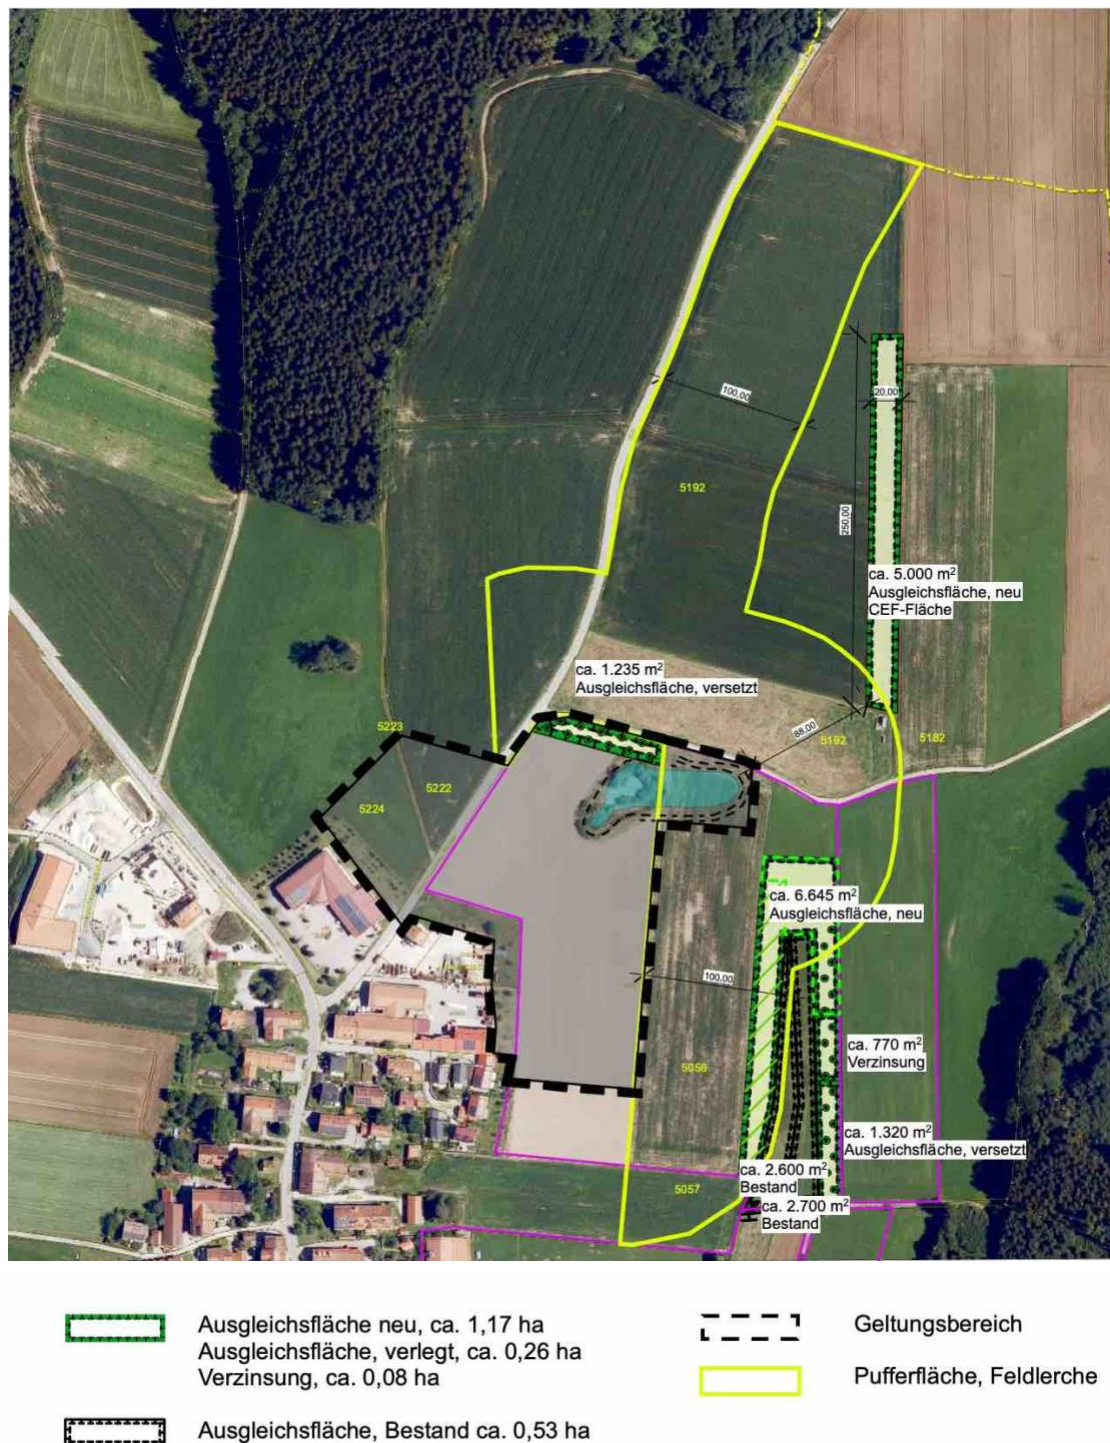 100,00
20,00
5192
250,00
ca. 5.000 m²
Ausgleichsfläche, neu
CEF-Fläche
ca. 1.235 m²
Ausgleichsfläche, versetzt
88,00
5192
5182
5223
5222
5224
ca. 6.645 m²
Ausgleichsfläche, neu
100,00
5058
ca. 770 m²
Verzinsung
ca. 1.320 m²
Ausgleichsfläche, versetzt
ca. 2.600 m²
Bestand
5057
ca. 2.700 m²
Bestand
Ausgleichsfläche neu, ca. 1,17 ha
Ausgleichsfläche, verlegt, ca. 0,26 ha
Verzinsung, ca. 0,08 ha
Geltungsbereich
Pufferfläche, Feldlerche
Ausgleichsfläche, Bestand ca. 0,53 ha